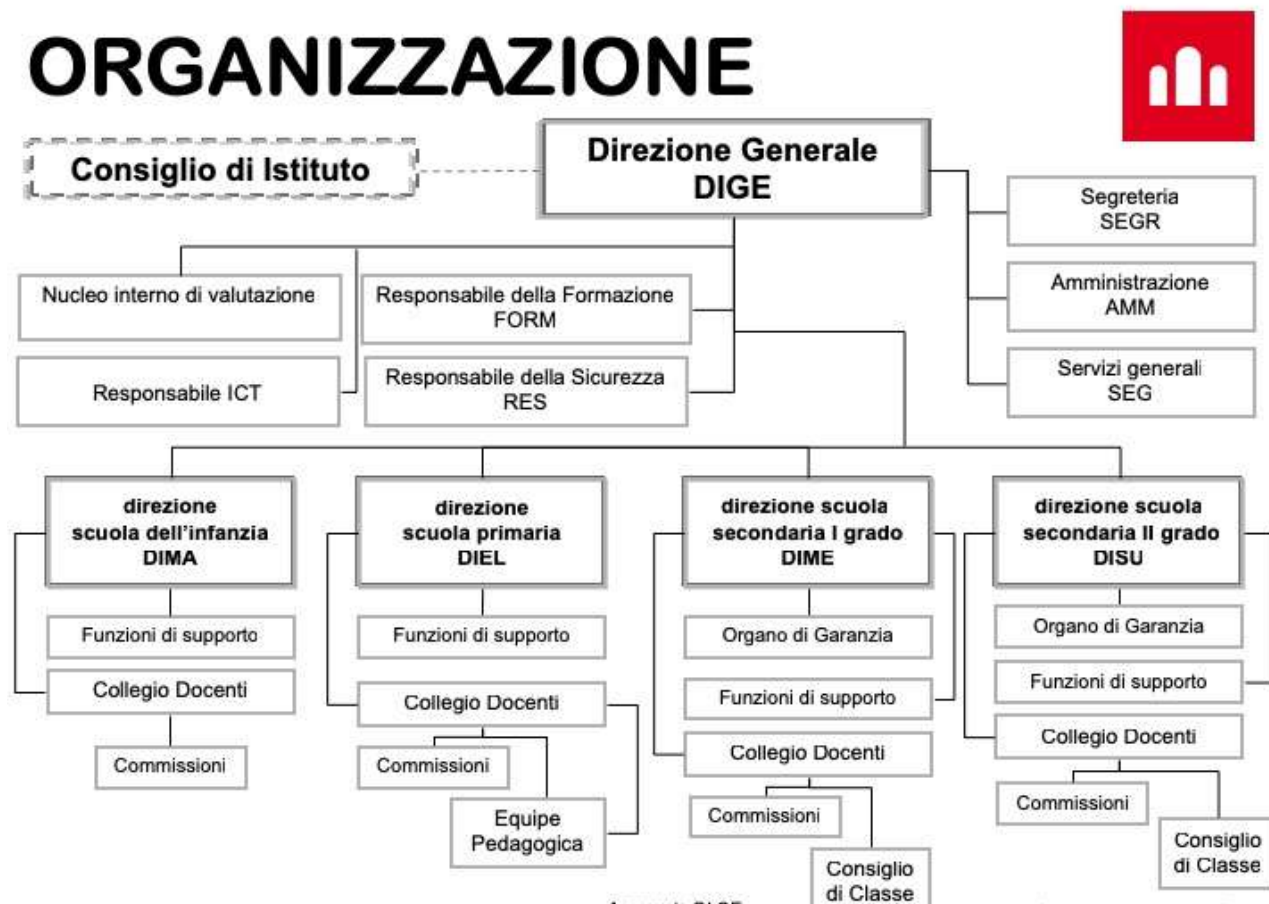 ORGANIZZAZIONE
Consiglio di Istituto
Direzione Generale
DIGE
Segreteria
SEGR
Amministrazione
AMM
Servizi generali
SEG
Nucleo interno di valutazione
Responsabile della Formazione
FORM
Responsabile ICT
Responsabile della Sicurezza
RES
direzione
scuola dell'infanzia
DIMA
Funzioni di supporto
Collegio Docenti
Commissioni
direzione
scuola primaria
DIEL
Funzioni di supporto
Collegio Docenti
Commissioni
Equipe
Pedagogica
direzione scuola
secondaria I grado
DIME
Organo di Garanzia
Funzioni di supporto
Collegio Docenti
Commissioni
Consiglio
di Classe
direzione scuola
secondaria II grado
DISU
Organo di Garanzia
Funzioni di supporto
Collegio Docenti
Commissioni
Consiglio
di Classe